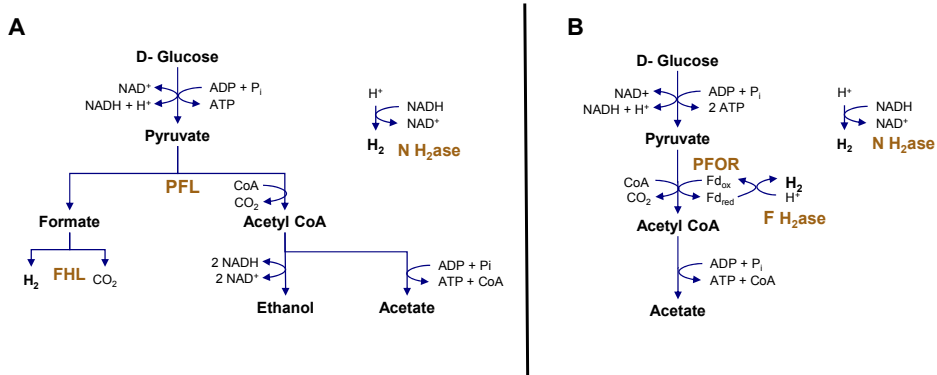 A
D- Glucose
NAD⁺
ADP + Pᵢ
NADH + H⁺
ATP
H⁺
NADH
NAD⁺
Pyruvate
H₂
N H₂ase
PFL
CoA
CO₂
Formate
Acetyl CoA
H₂
FHL
CO₂
2 NADH
2 NAD⁺
ADP + Pi
ATP + CoA
Ethanol
Acetate
B
D- Glucose
NAD+
ADP + Pᵢ
NADH + H⁺
2 ATP
H⁺
NADH
NAD⁺
Pyruvate
H₂
N H₂ase
PFOR
CoA
Fdₒₓ
H₂
CO₂
Fd_red
H⁺
F H₂ase
Acetyl CoA
ADP + Pᵢ
ATP + CoA
Acetate